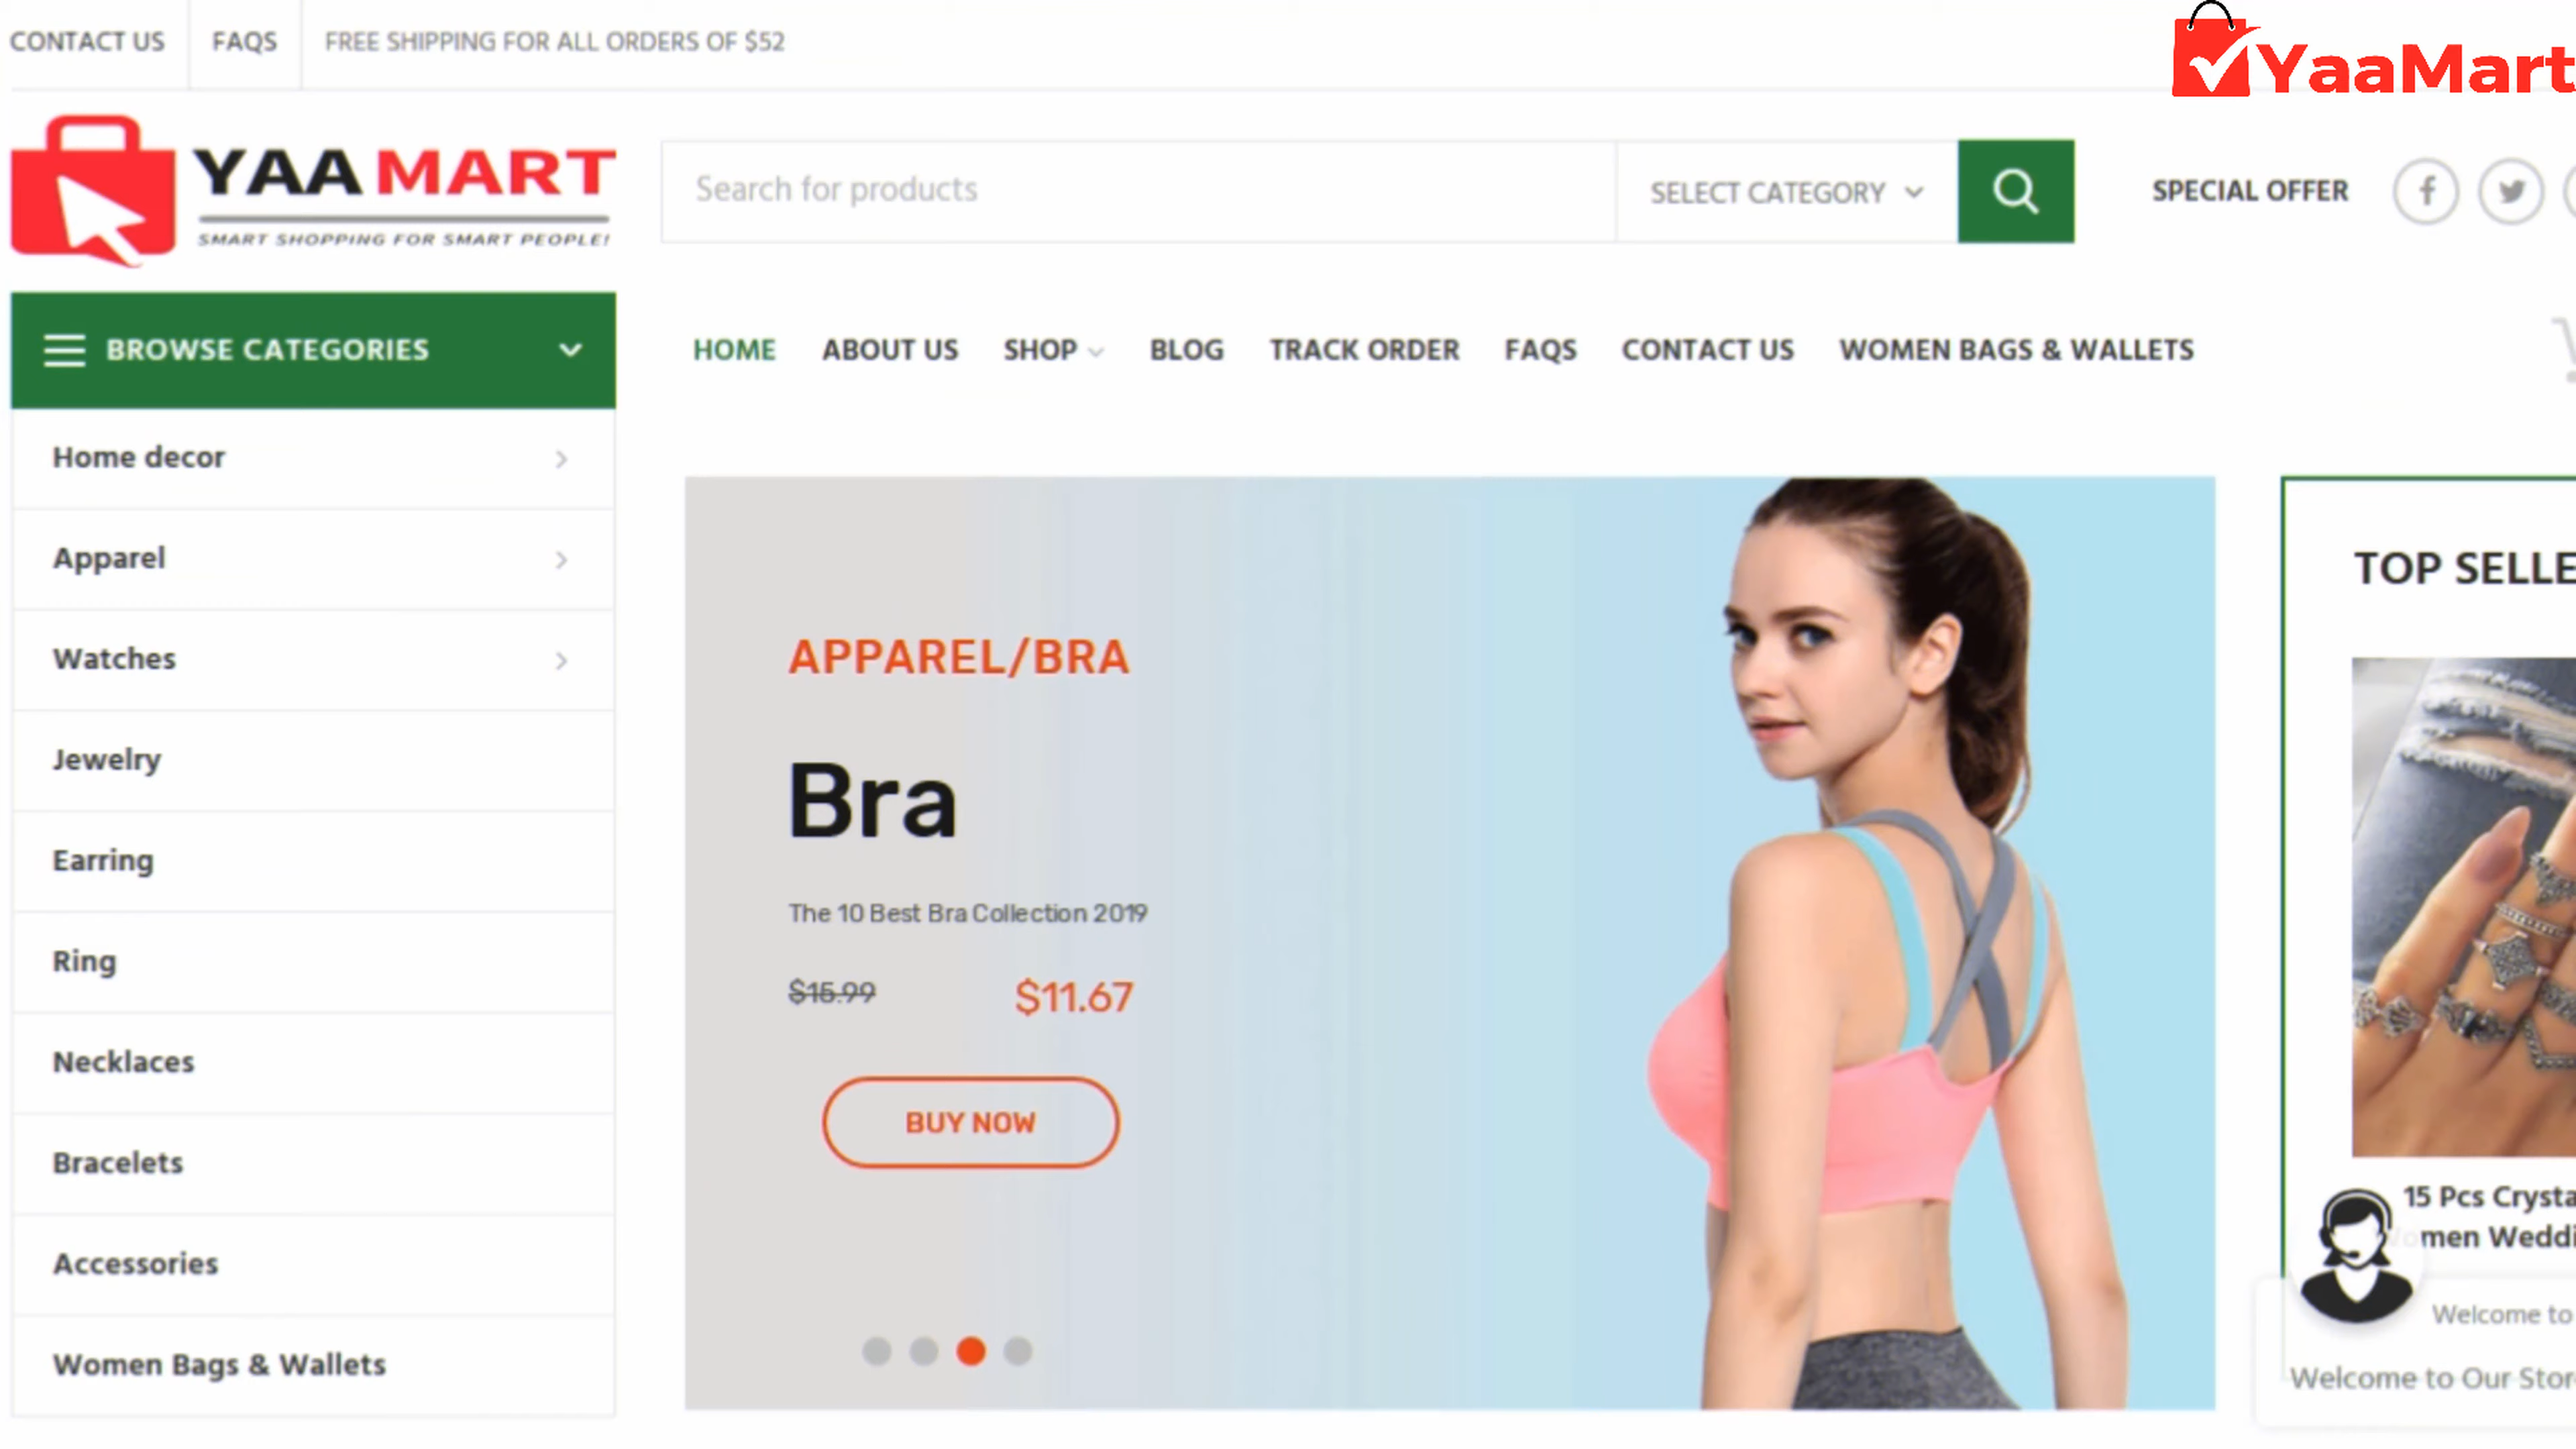 CONTACT US
FAQS
FREE SHIPPING FOR ALL ORDERS OF $52
YaaMart
YAAMART
SMART SHOPPING FOR SMART PEOPLE!
Search for products
SELECT CATEGORY
SPECIAL OFFER
BROWSE CATEGORIES
HOME
ABOUT US
SHOP
BLOG
TRACK ORDER
FAQS
CONTACT US
WOMEN BAGS & WALLETS
Home decor
Apparel
Watches
Jewelry
Earring
Ring
Necklaces
Bracelets
Accessories
Women Bags & Wallets
APPAREL/BRA
Bra
The 10 Best Bra Collection 2019
$15.99
$11.67
BUY NOW
TOP SELLE
15 Pcs Crysta
omen Weddi
Welcome to
Welcome to Our Stor